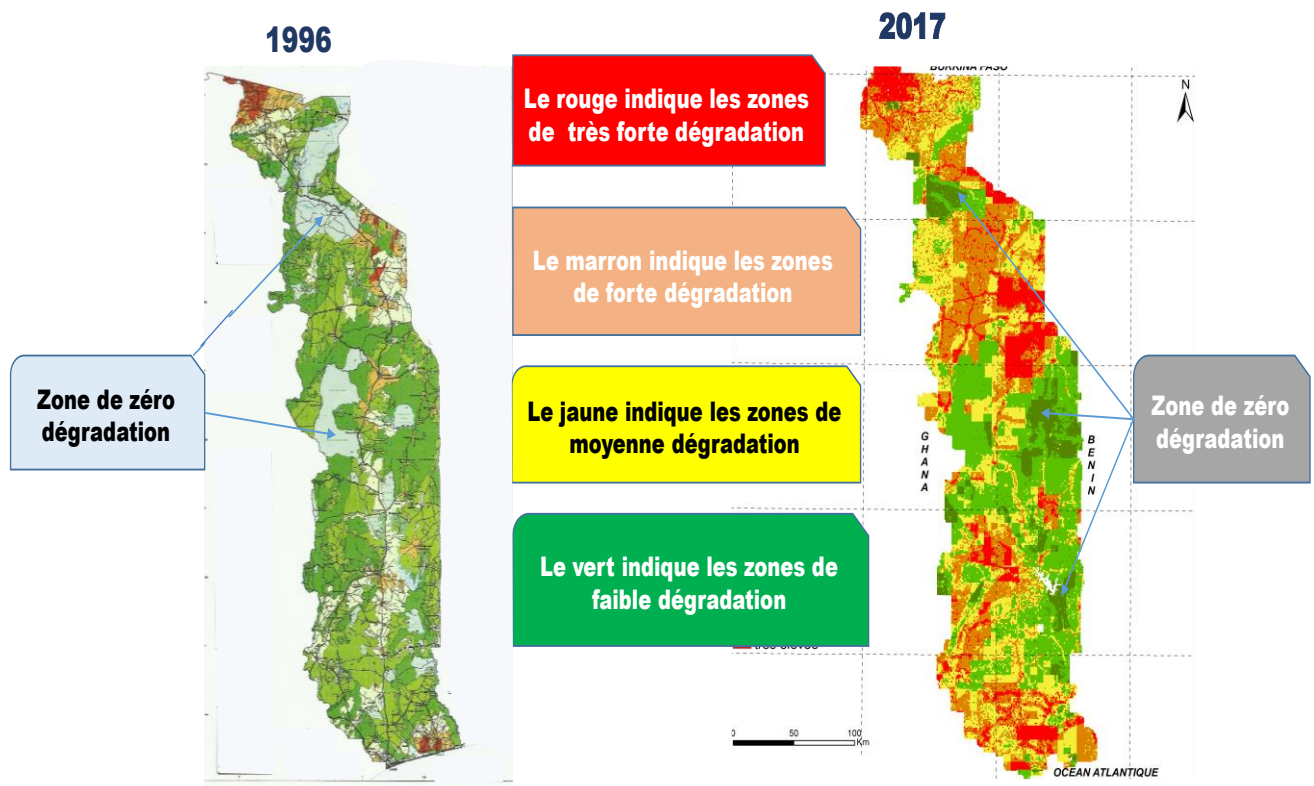 1996
2017
BURKINA FASO
N
Le rouge indique les zones
de très forte dégradation
Le marron indique les zones
de forte dégradation
Zone de zéro
dégradation
Le jaune indique les zones de
moyenne dégradation
GHANA
BENIN
Zone de zéro
dégradation
Le vert indique les zones de
faible dégradation
0 50 100
Km
OCEAN ATLANTIQUE